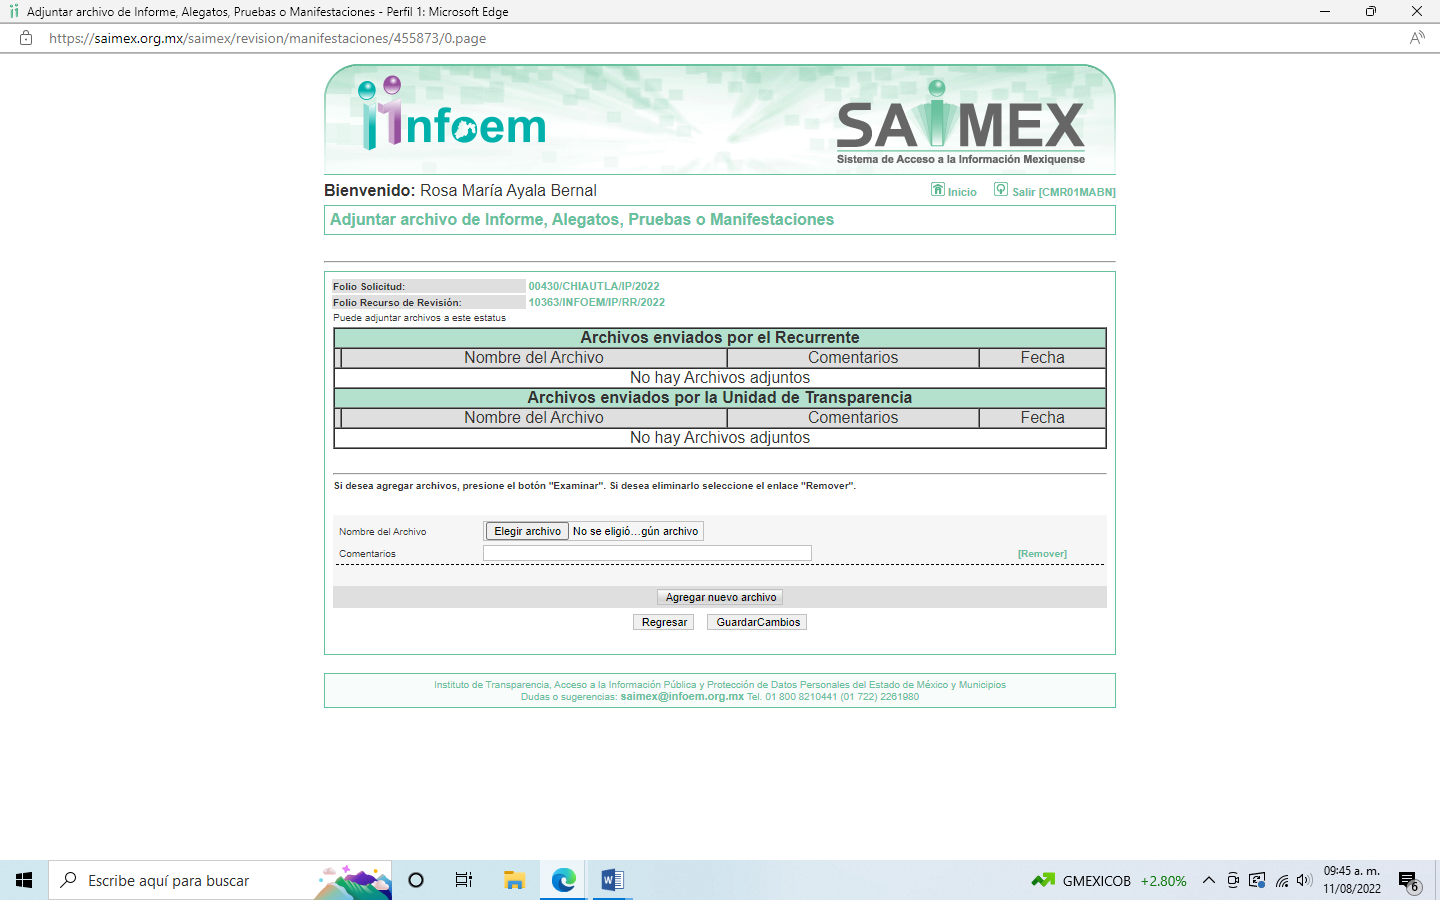 Adjuntar archivo de Informe, Alegatos, Pruebas o Manifestaciones - Perfil 1: Microsoft Edge
https://saimex.org.mx/saimex/revision/manifestaciones/455873/0.page
infoem
SAIMEX
Sistema de Acceso a la Información Mexiquense
Bienvenido: Rosa María Ayala Bernal
Inicio Salir [CMR01MABN]
Adjuntar archivo de Informe, Alegatos, Pruebas o Manifestaciones
Folio Solicitud: 00430/CHIAUTLA/IP/2022
Folio Recurso de Revisión: 10363/INFOEM/IP/RR/2022
Puede adjuntar archivos a este estatus
Archivos enviados por el Recurrente
Nombre del Archivo Comentarios Fecha
No hay Archivos adjuntos
Archivos enviados por la Unidad de Transparencia
Nombre del Archivo Comentarios Fecha
No hay Archivos adjuntos
Si desea agregar archivos, presione el botón "Examinar". Si desea eliminarlo seleccione el enlace "Remover".
Nombre del Archivo Elegir archivo No se eligió...gún archivo
Comentarios [Remover]
Agregar nuevo archivo
Regresar GuardarCambios
Instituto de Transparencia, Acceso a la Información Pública y Protección de Datos Personales del Estado de México y Municipios
Dudas o sugerencias: saimex@infoem.org.mx Tel. 01 800 8210441 (01 722) 2261980
Escribe aquí para buscar
GMEXICOB +2.80%
09:45 a. m.
11/08/2022
6